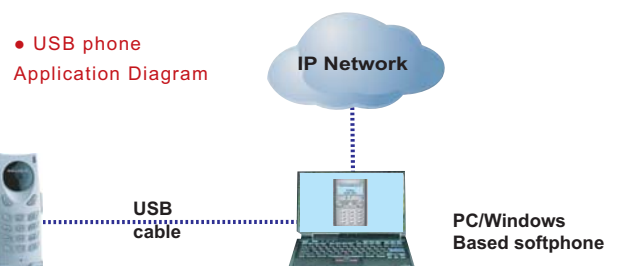 ● USB phone
Application Diagram
IP Network
USB
cable
PC/Windows
Based softphone